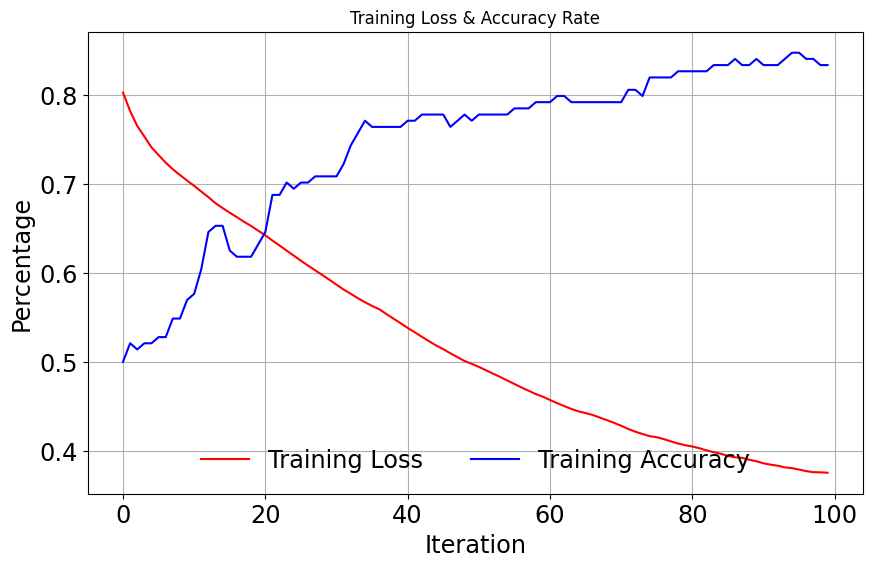 Training Loss & Accuracy Rate
0.8
0.7
0.6
0.5
0.4
Percentage
Training Loss Training Accuracy
0 20 40 60 80 100
Iteration